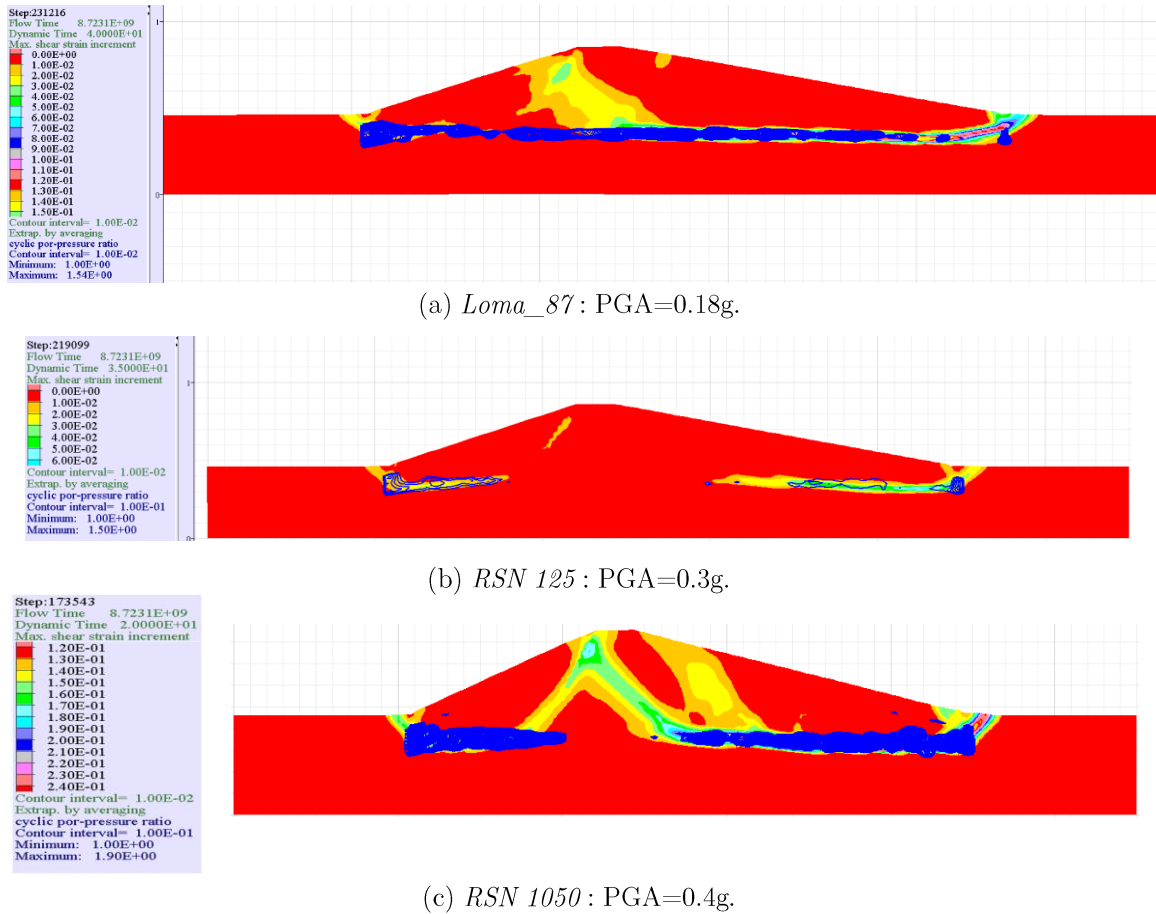 Step:231216
Flow Time 8.7231E+09
Dynamic Time 4.0000E+01
Max. shear strain increment
0.00E+00
1.00E-02
2.00E-02
3.00E-02
4.00E-02
5.00E-02
6.00E-02
7.00E-02
8.00E-02
9.00E-02
1.00E-01
1.10E-01
1.20E-01
1.30E-01
1.40E-01
1.50E-01
Contour interval= 1.00E-02
Extrap. by averaging
cyclic por-pressure ratio
Contour interval= 1.00E-02
Minimum: 1.00E+00
Maximum: 1.54E+00
1
0
(a) Loma_87: PGA=0.18g.
Step:219099
Flow Time 8.7231E+09
Dynamic Time 3.5000E+01
Max. shear strain increment
0.00E+00
1.00E-02
2.00E-02
3.00E-02
4.00E-02
5.00E-02
6.00E-02
Contour interval= 1.00E-02
Extrap. by averaging
cyclic por-pressure ratio
Contour interval= 1.00E-01
Minimum: 1.00E+00
Maximum: 1.50E+00
1
0
(b) RSN 125: PGA=0.3g.
Step:173543
Flow Time 8.7231E+09
Dynamic Time 2.0000E+01
Max. shear strain increment
1.20E-01
1.30E-01
1.40E-01
1.50E-01
1.60E-01
1.70E-01
1.80E-01
1.90E-01
2.00E-01
2.10E-01
2.20E-01
2.30E-01
2.40E-01
Contour interval= 1.00E-02
Extrap. by averaging
cyclic por-pressure ratio
Contour interval= 1.00E-01
Minimum: 1.00E+00
Maximum: 1.90E+00
(c) RSN 1050: PGA=0.4g.